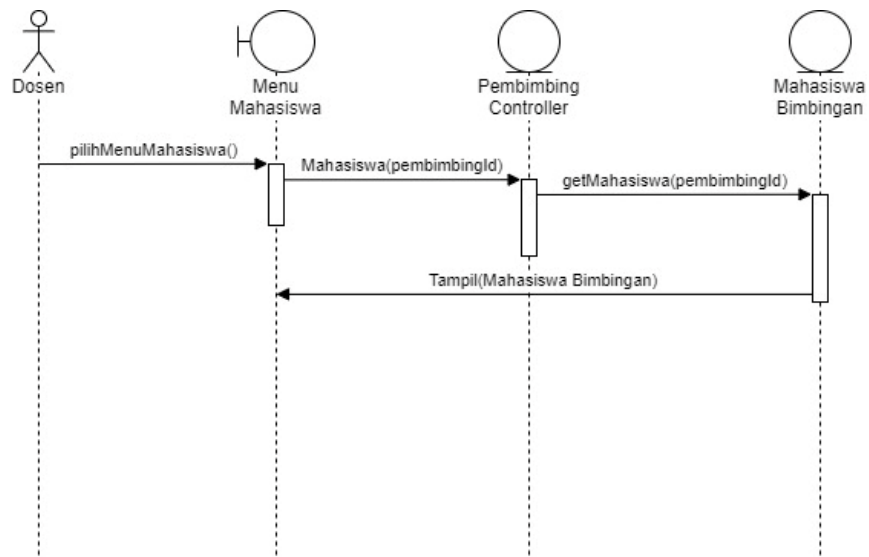 Dosen
Menu
Mahasiswa
Pembimbing
Controller
Mahasiswa
Bimbingan
pilihMenuMahasiswa()
Mahasiswa(pembimbingId)
getMahasiswa(pembimbingId)
Tampil(Mahasiswa Bimbingan)